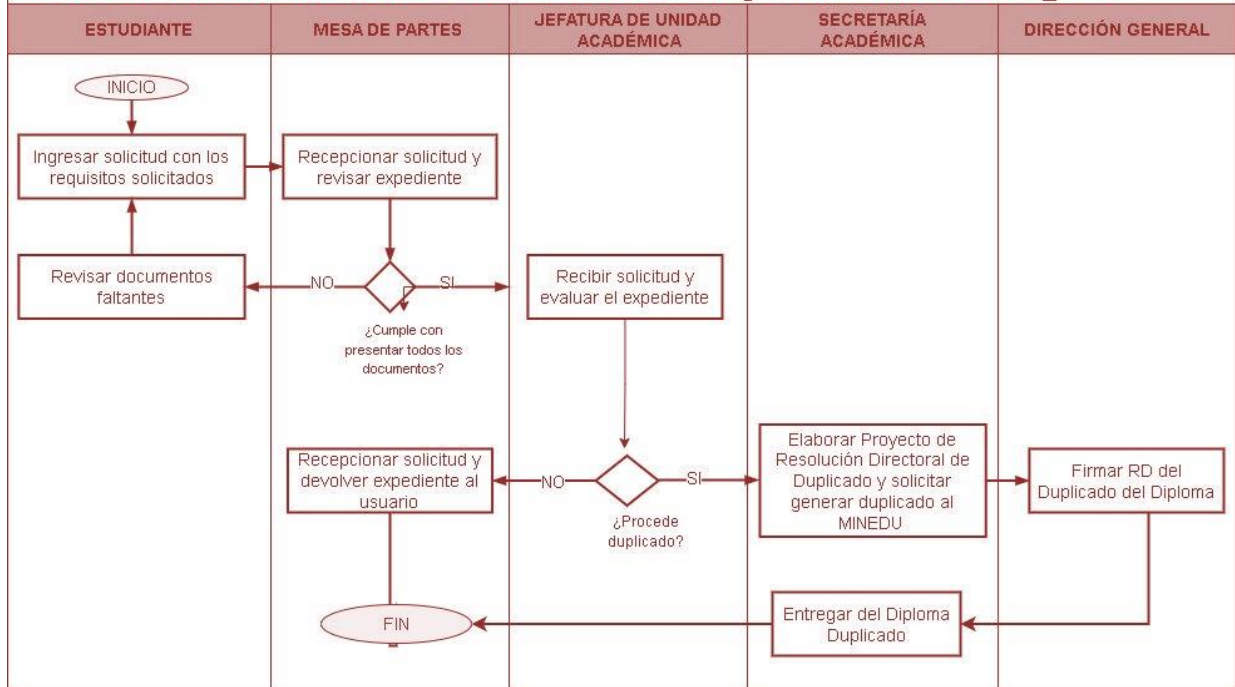 ESTUDIANTE
MESA DE PARTES
JEFATURA DE UNIDAD
ACADÉMICA
SECRETARÍA
ACADÉMICA
DIRECCIÓN GENERAL
INICIO
Ingresar solicitud con los
requisitos solicitados
Recepcionar solicitud y
revisar expediente
Revisar documentos
faltantes
NO
SI
¿Cumple con
presentar todos los
documentos?
Recibir solicitud y
evaluar el expediente
Recepcionar solicitud y
devolver expediente al
usuario
NO
SI
¿Procede
duplicado?
Elaborar Proyecto de
Resolución Directoral de
Duplicado y solicitar
generar duplicado al
MINEDU
Firmar RD del
Duplicado del Diploma
Entregar del Diploma
Duplicado
FIN